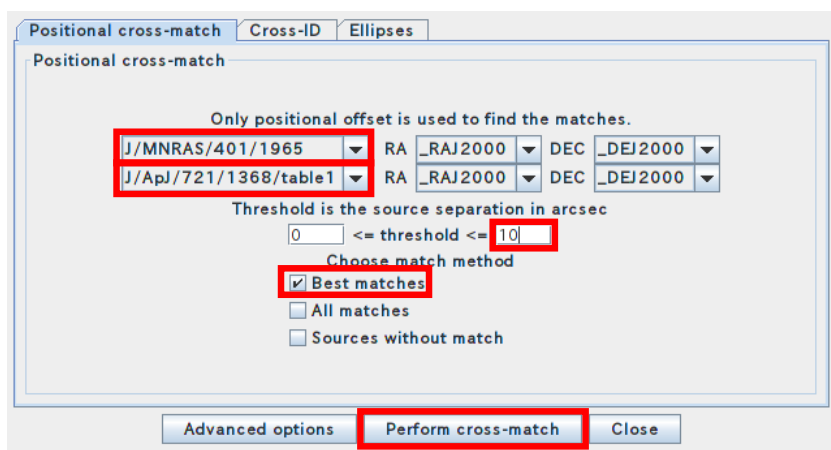 Positional cross-match Cross-ID Ellipses
Positional cross-match
Only positional offset is used to find the matches.
J/MNRAS/401/1965 RA _RAJ2000 DEC _DEJ2000
J/ApJ/721/1368/table1 RA _RAJ2000 DEC _DEJ2000
Threshold is the source separation in arcsec
0 <= threshold <= 10
Choose match method
Best matches
All matches
Sources without match
Advanced options Perform cross-match Close